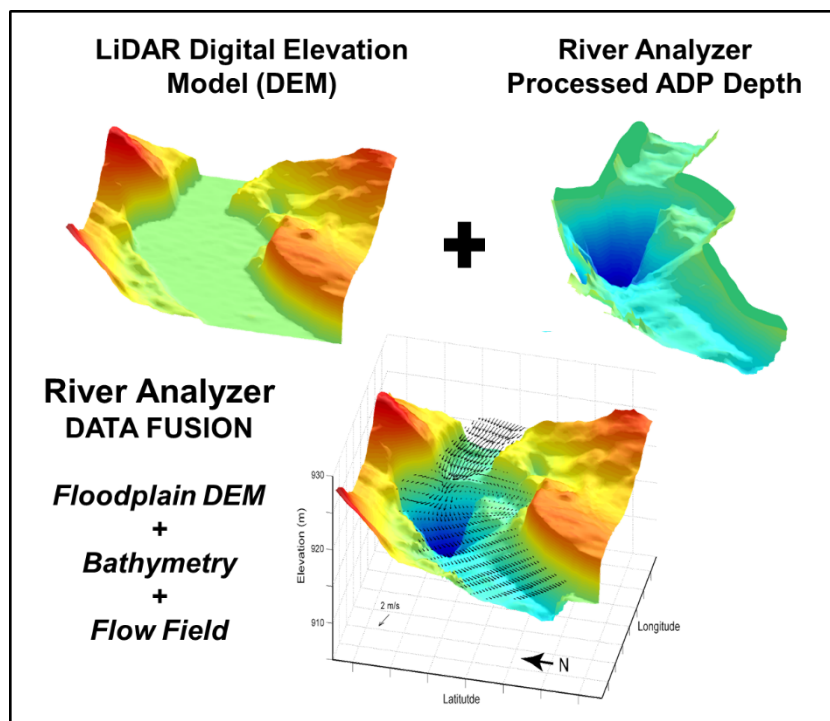 LiDAR Digital Elevation
Model (DEM)
River Analyzer
Processed ADP Depth
+
River Analyzer
DATA FUSION
Floodplain DEM
+
Bathymetry
+
Flow Field
930
920
910
Elevation (m)
2 m/s
N
Latitutde
Longitude